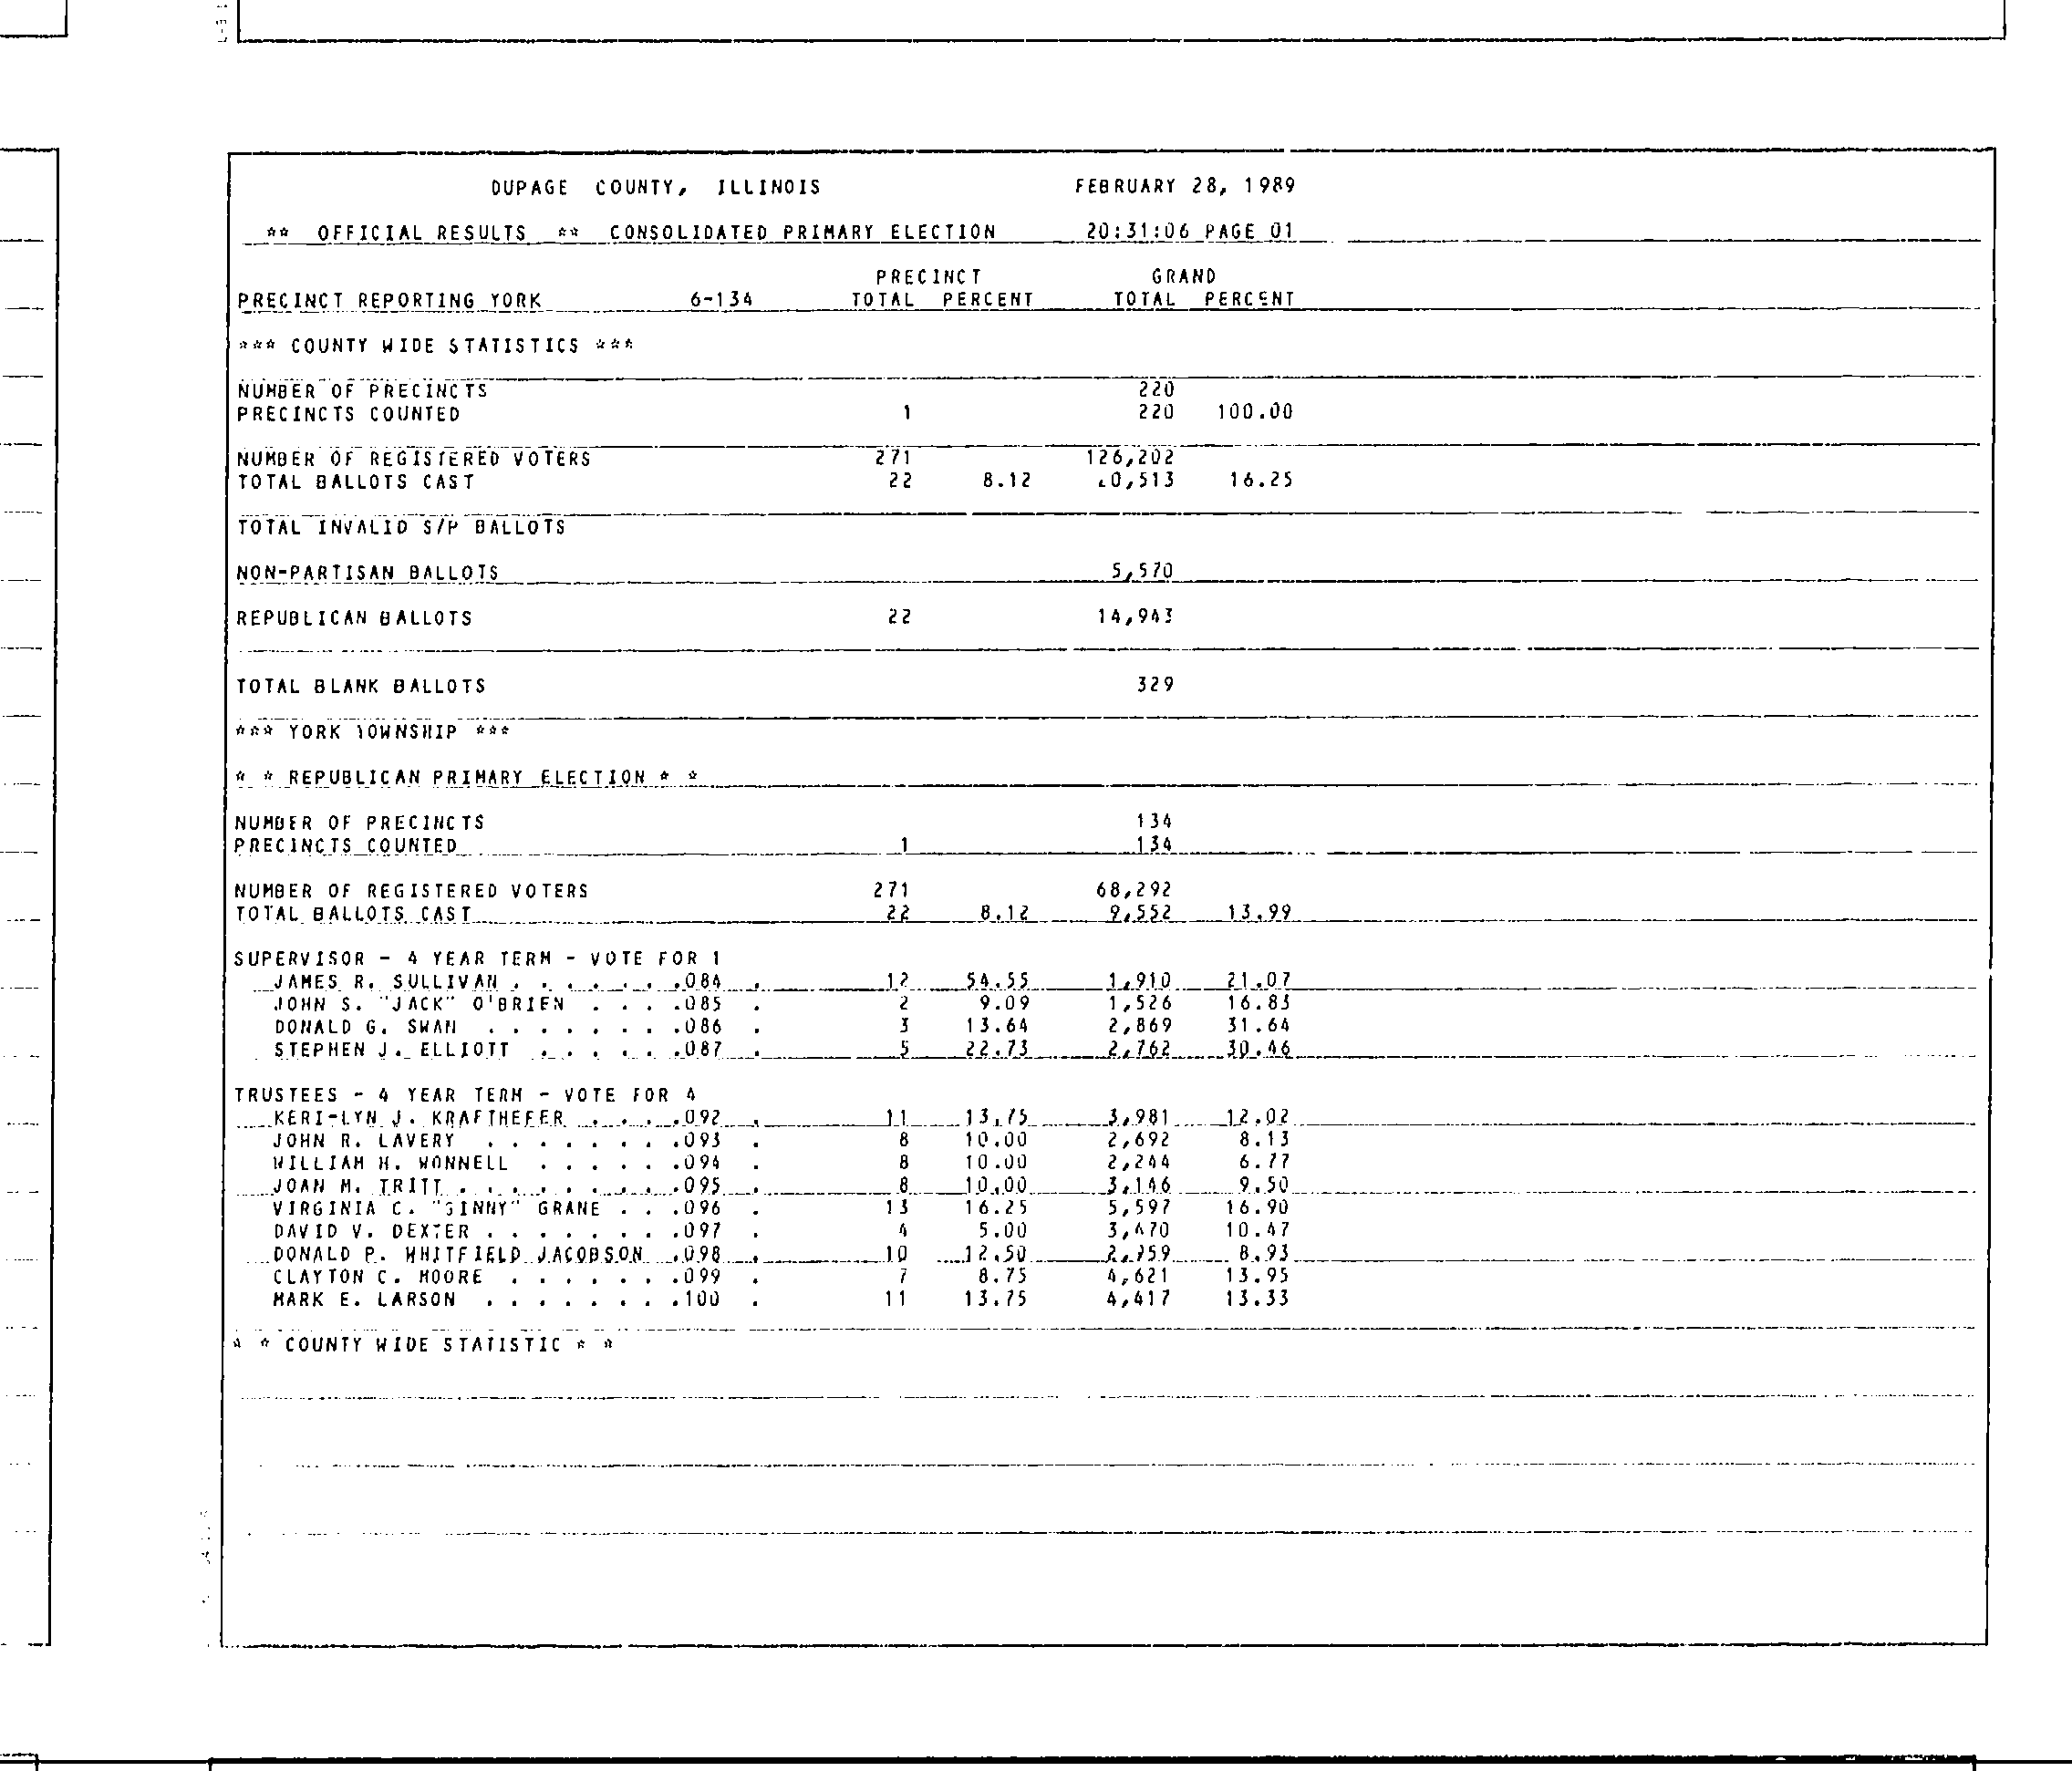 DUPAGE COUNTY, ILLINOIS FEBRUARY 28, 1989
** OFFICIAL RESULTS ** CONSOLIDATED PRIMARY ELECTION 20:31:06 PAGE 01
PRECINCT GRAND
PRECINCT REPORTING YORK 6-134 TOTAL PERCENT TOTAL PERCENT
*** COUNTY WIDE STATISTICS ***
NUMBER OF PRECINCTS 220
PRECINCTS COUNTED 1 220 100.00
NUMBER OF REGISTERED VOTERS 271 126,202
TOTAL BALLOTS CAST 22 8.12 20,513 16.25
TOTAL INVALID S/P BALLOTS
NON-PARTISAN BALLOTS 5,570
REPUBLICAN BALLOTS 22 14,943
TOTAL BLANK BALLOTS 329
*** YORK TOWNSHIP ***
* * REPUBLICAN PRIMARY ELECTION * *
NUMBER OF PRECINCTS 134
PRECINCTS COUNTED 1 134
NUMBER OF REGISTERED VOTERS 271 68,292
TOTAL BALLOTS CAST 22 8.12 9,552 13.99
SUPERVISOR - 4 YEAR TERM - VOTE FOR 1
JAMES R. SULLIVAN . . . . . . .084 . 12 54.55 1,910 21.07
JOHN S. "JACK" O'BRIEN . . . .085 . 2 9.09 1,526 16.83
DONALD G. SWAN . . . . . . . .086 . 3 13.64 2,869 31.64
STEPHEN J. ELLIOTT . . . . . .087 . 5 22.73 2,762 30.46
TRUSTEES - 4 YEAR TERM - VOTE FOR 4
KERI-LYN J. KRAFTHEFER . . . .092 . 11 13.75 3,981 12.02
JOHN R. LAVERY . . . . . . . .093 . 8 10.00 2,692 8.13
WILLIAM H. WONNELL . . . . . .094 . 8 10.00 2,244 6.77
JOAN M. TRITT . . . . . . . . .095 . 8 10.00 3,146 9.50
VIRGINIA C. "GINNY" GRANE . . .096 . 13 16.25 5,597 16.90
DAVID V. DEXTER . . . . . . . .097 . 4 5.00 3,470 10.47
DONALD P. WHITFIELD JACOBSON .098 . 10 12.50 2,959 8.93
CLAYTON C. MOORE . . . . . . .099 . 7 8.75 4,621 13.95
MARK E. LARSON . . . . . . . .100 . 11 13.75 4,417 13.33
* * COUNTY WIDE STATISTIC * *